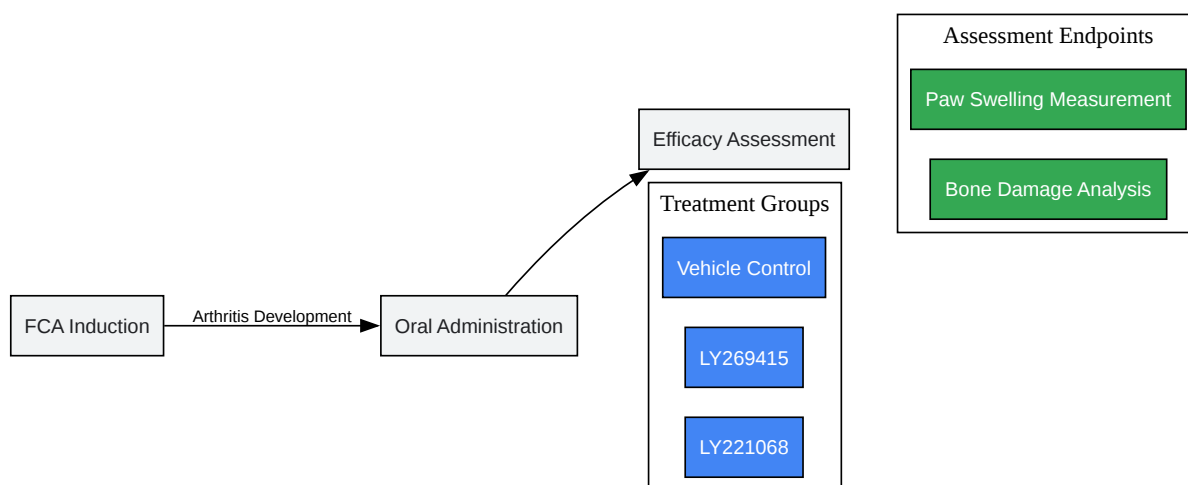 FCA Induction
Arthritis Development
Oral Administration
Efficacy Assessment
Treatment Groups
Vehicle Control
LY269415
LY221068
Assessment Endpoints
Paw Swelling Measurement
Bone Damage Analysis